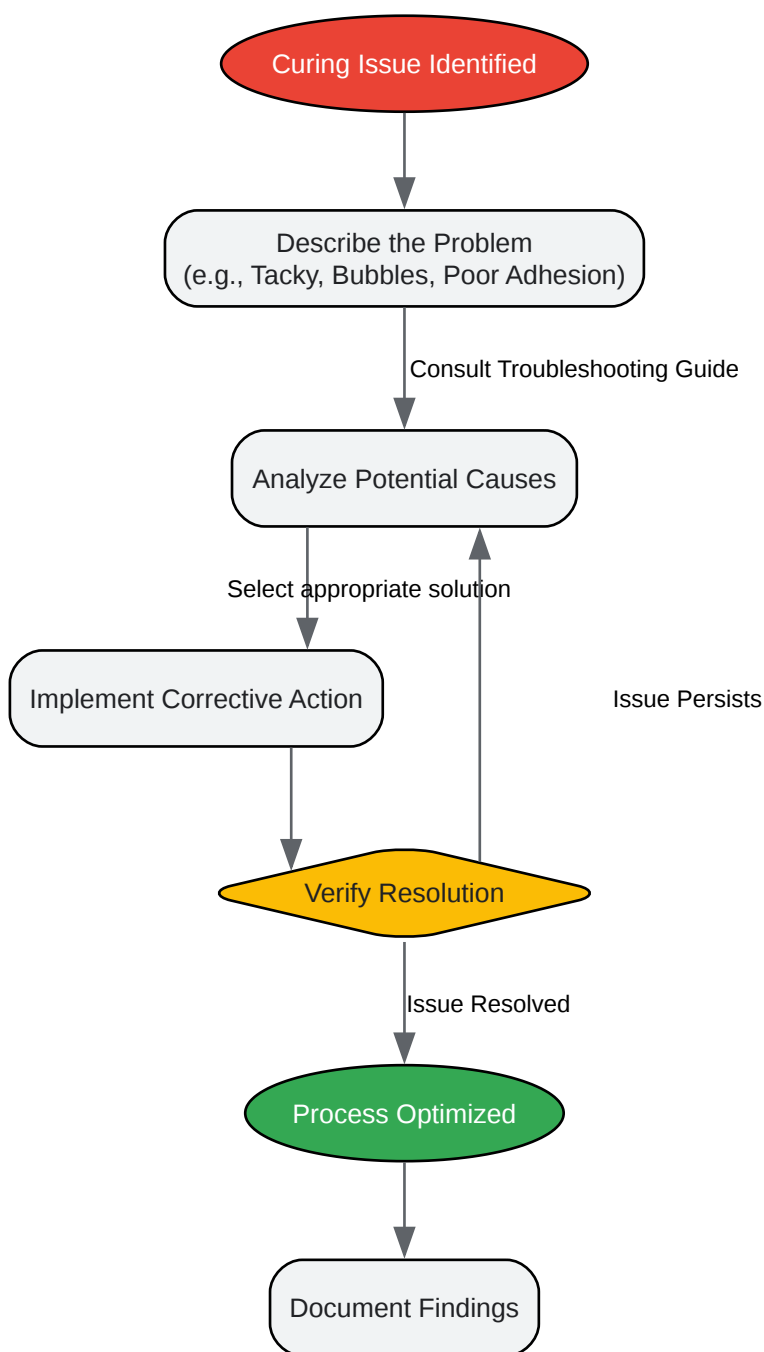 Curing Issue Identified
Describe the Problem
(e.g., Tacky, Bubbles, Poor Adhesion)
Consult Troubleshooting Guide
Analyze Potential Causes
Select appropriate solution
Implement Corrective Action
Issue Persists
Verify Resolution
Issue Resolved
Process Optimized
Document Findings